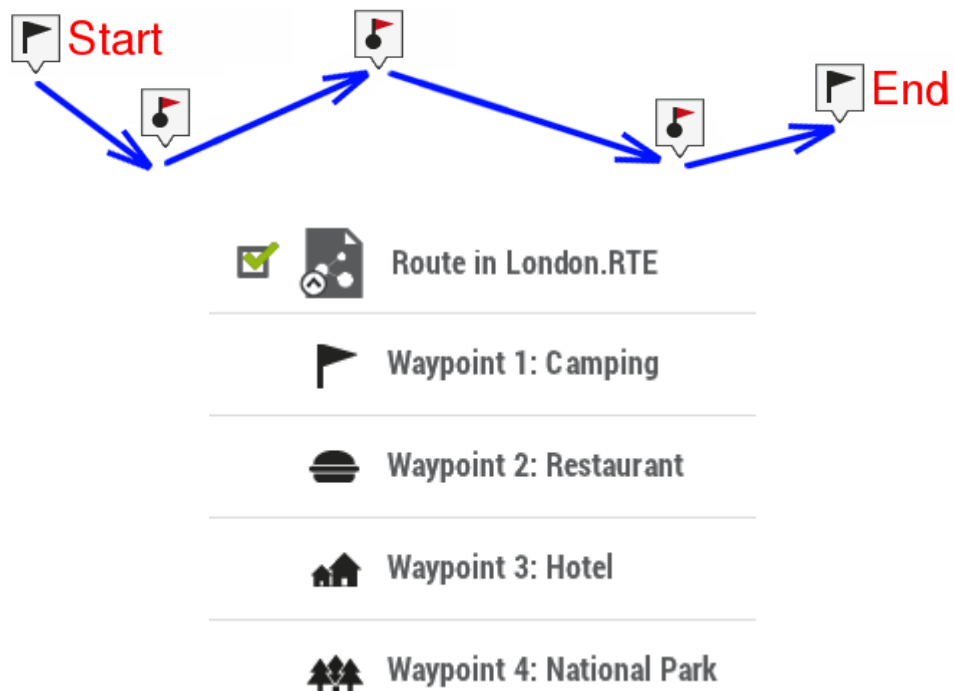 Start
End
Route in London.RTE
Waypoint 1: Camping
Waypoint 2: Restaurant
Waypoint 3: Hotel
Waypoint 4: National Park